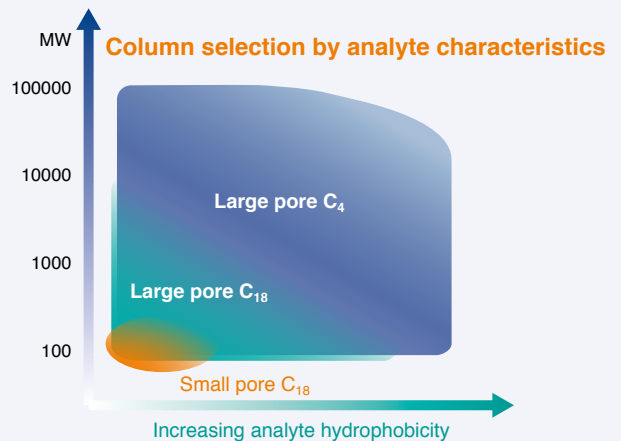 MW
Column selection by analyte characteristics
100000
10000
Large pore C₄
1000
Large pore C₁₈
100
Small pore C₁₈
Increasing analyte hydrophobicity